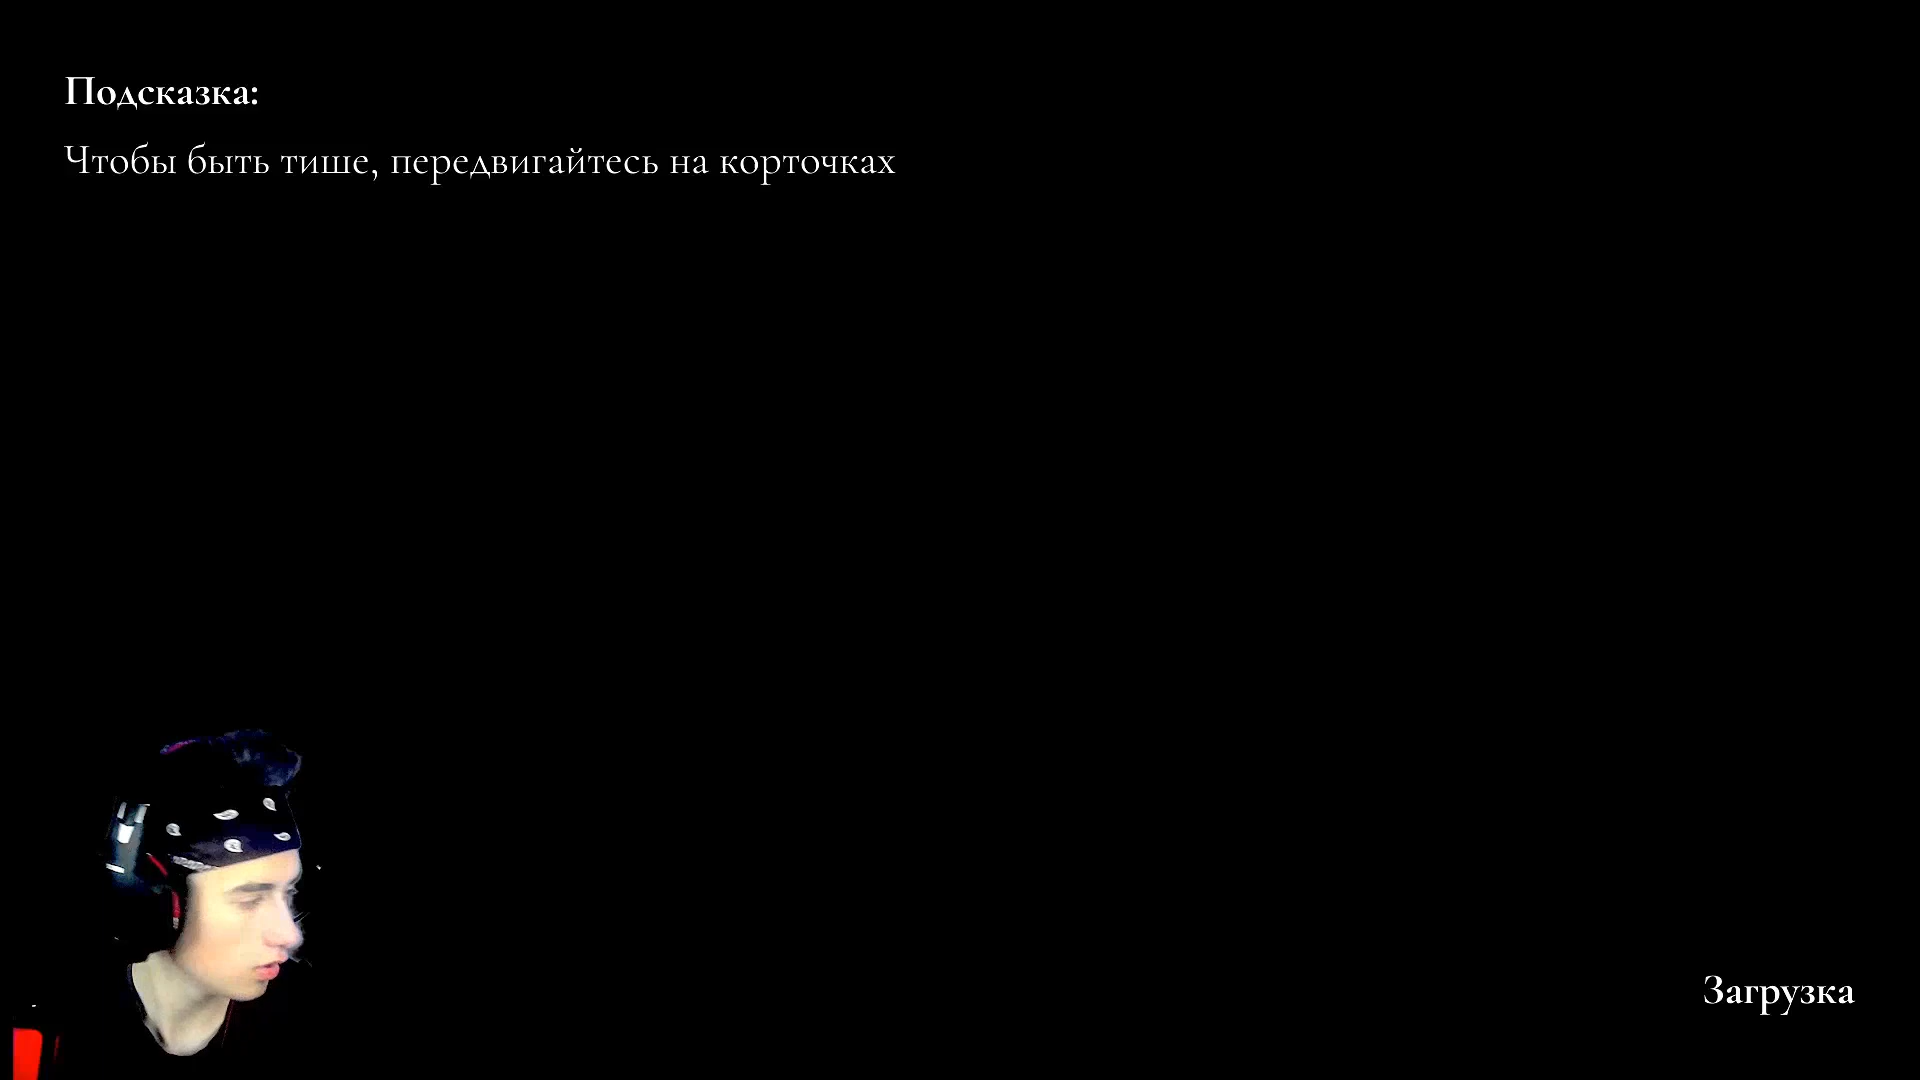 Подсказка:
Чтобы быть тише, передвигайтесь на корточках
Загрузка